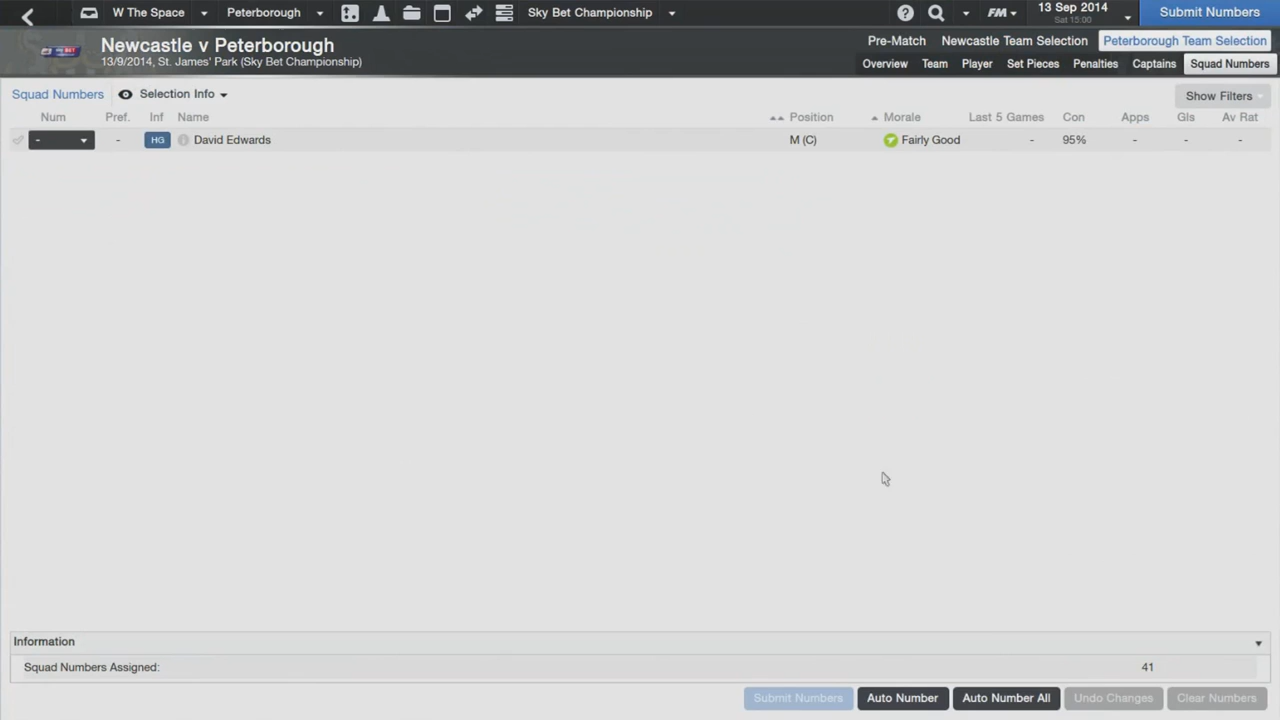 W The Space Peterborough Sky Bet Championship FM 13 Sep 2014 Submit Numbers
Sat 15:00
Newcastle v Peterborough
13/9/2014, St. James' Park (Sky Bet Championship)
Pre-Match Newcastle Team Selection Peterborough Team Selection
Overview Team Player Set Pieces Penalties Captains Squad Numbers
Squad Numbers Selection Info Show Filters
Num Pref. Inf Name Position Morale Last 5 Games Con Apps Gls Av Rat
- - HG David Edwards M (C) Fairly Good - 95% - - -
Information
Squad Numbers Assigned: 41
Submit Numbers Auto Number Auto Number All Undo Changes Clear Numbers